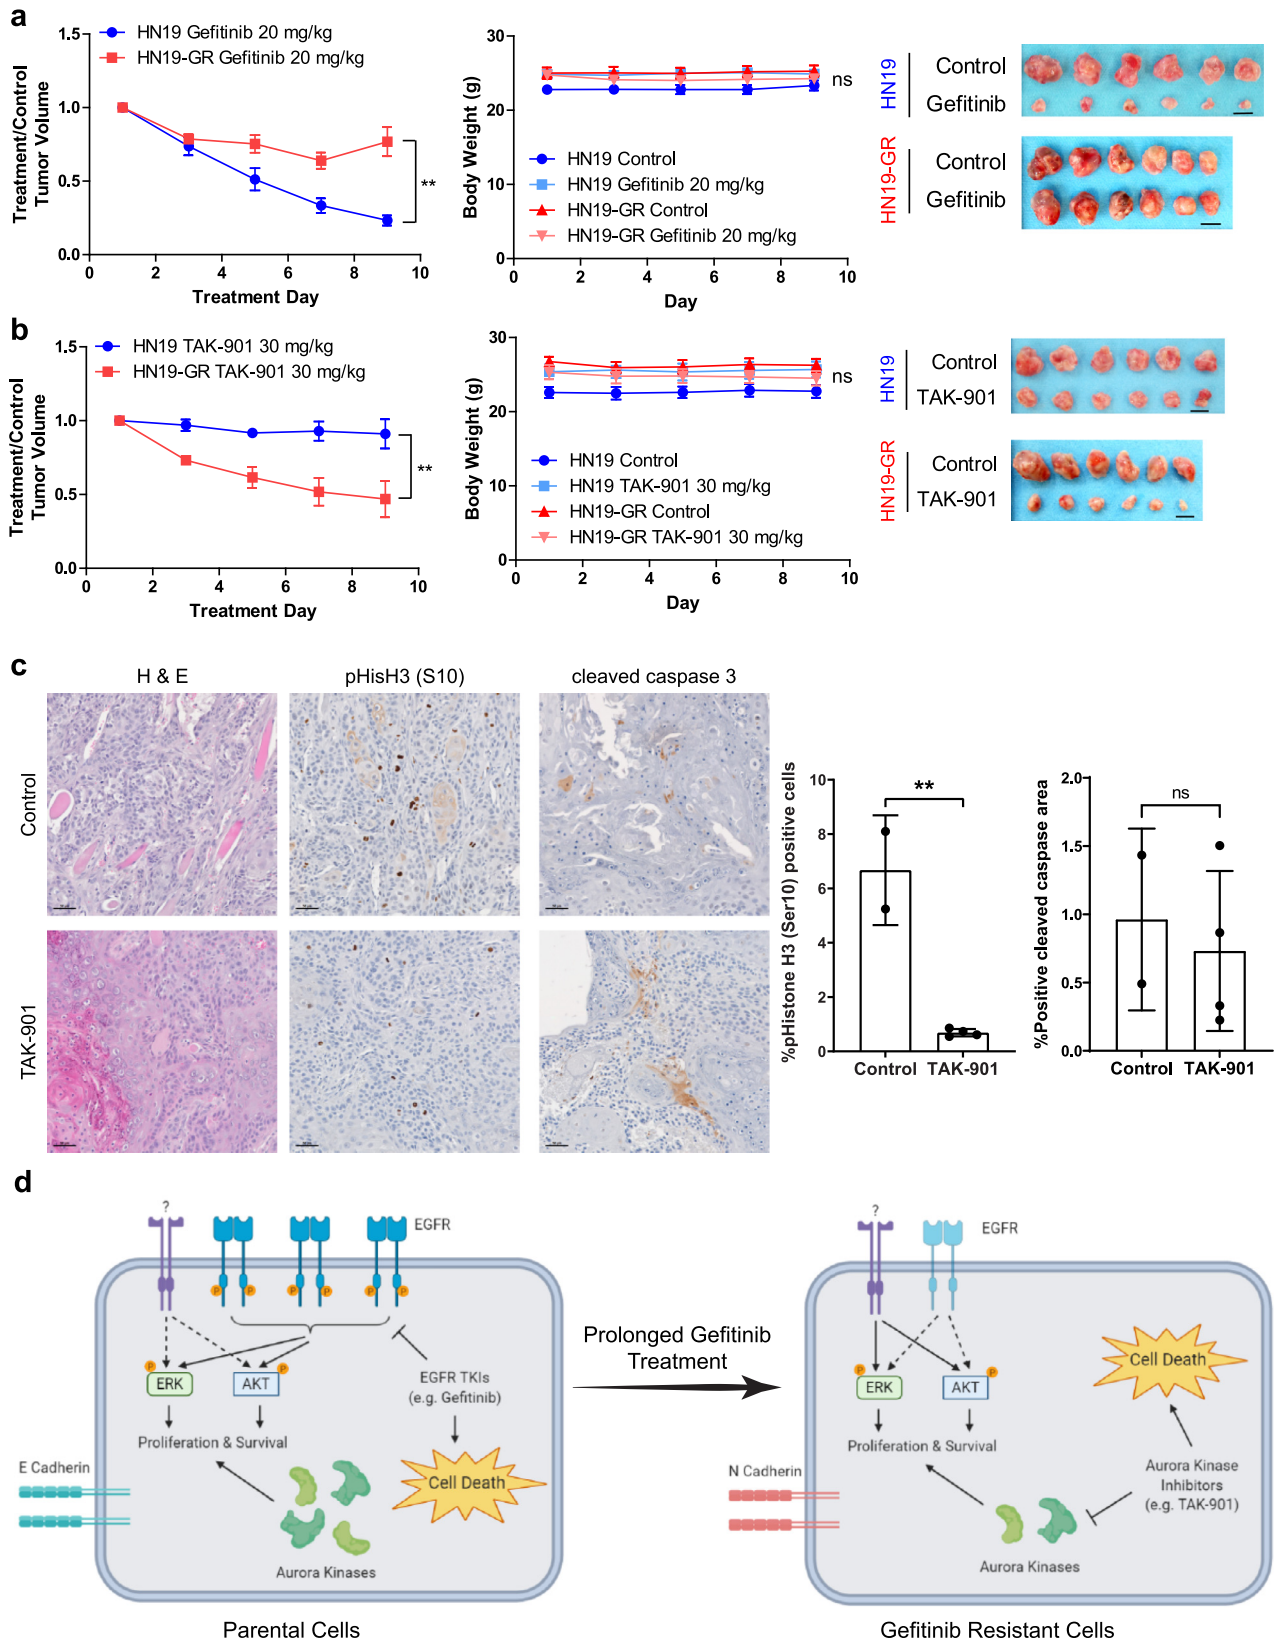 a
HN19 Gefitinib 20 mg/kg
HN19-GR Gefitinib 20 mg/kg
Treatment/Control
Tumor Volume
1.5
1.0
0.5
0.0
0 2 4 6 8 10
Treatment Day
**
Body Weight (g)
30
20
10
0
ns
HN19 Control
HN19 Gefitinib 20 mg/kg
HN19-GR Control
HN19-GR Gefitinib 20 mg/kg
0 2 4 6 8 10
Day
HN19
Control
Gefitinib
HN19-GR
Control
Gefitinib
b
HN19 TAK-901 30 mg/kg
HN19-GR TAK-901 30 mg/kg
Treatment/Control
Tumor Volume
1.5
1.0
0.5
0.0
0 2 4 6 8 10
Treatment Day
**
Body Weight (g)
30
20
10
0
ns
HN19 Control
HN19 TAK-901 30 mg/kg
HN19-GR Control
HN19-GR TAK-901 30 mg/kg
0 2 4 6 8 10
Day
HN19
Control
TAK-901
HN19-GR
Control
TAK-901
c
H & E
pHisH3 (S10)
cleaved caspase 3
Control
TAK-901
%pHistone H3 (Ser10) positive cells
10
8
6
4
2
0
**
Control TAK-901
%Positive cleaved caspase area
2.0
1.5
1.0
0.5
0.0
ns
Control TAK-901
d
?
EGFR
P P P P P P
P
ERK
AKT
P
EGFR TKIs
(e.g. Gefitinib)
Proliferation & Survival
Cell Death
E Cadherin
Aurora Kinases
Parental Cells
Prolonged Gefitinib
Treatment
?
EGFR
P
ERK
AKT
P
Cell Death
Proliferation & Survival
N Cadherin
Aurora Kinase
Inhibitors
(e.g. TAK-901)
Aurora Kinases
Gefitinib Resistant Cells